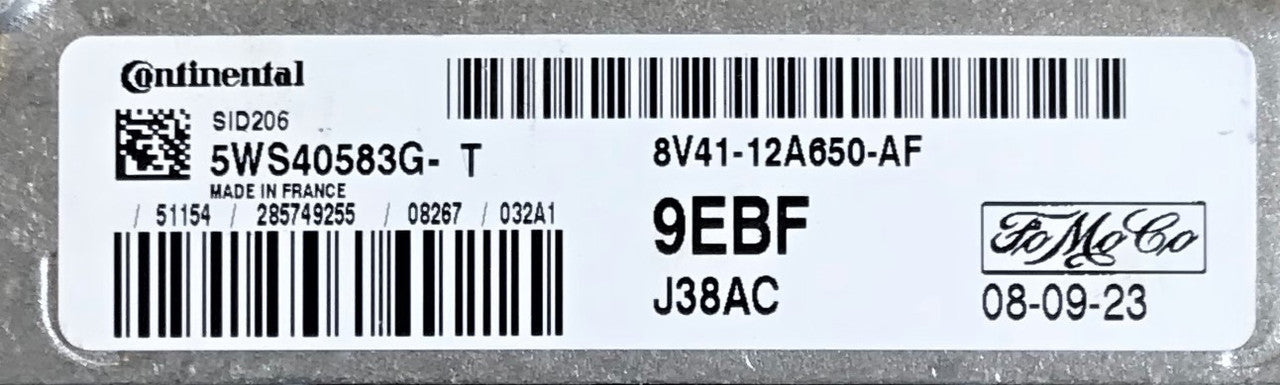 Continental
SID206
5WS40583G- T
MADE IN FRANCE
/ 51154 / 285749255 / 08267 / 032A1
8V41-12A650-AF
9EBF
J38AC
FoMoCo
08-09-23